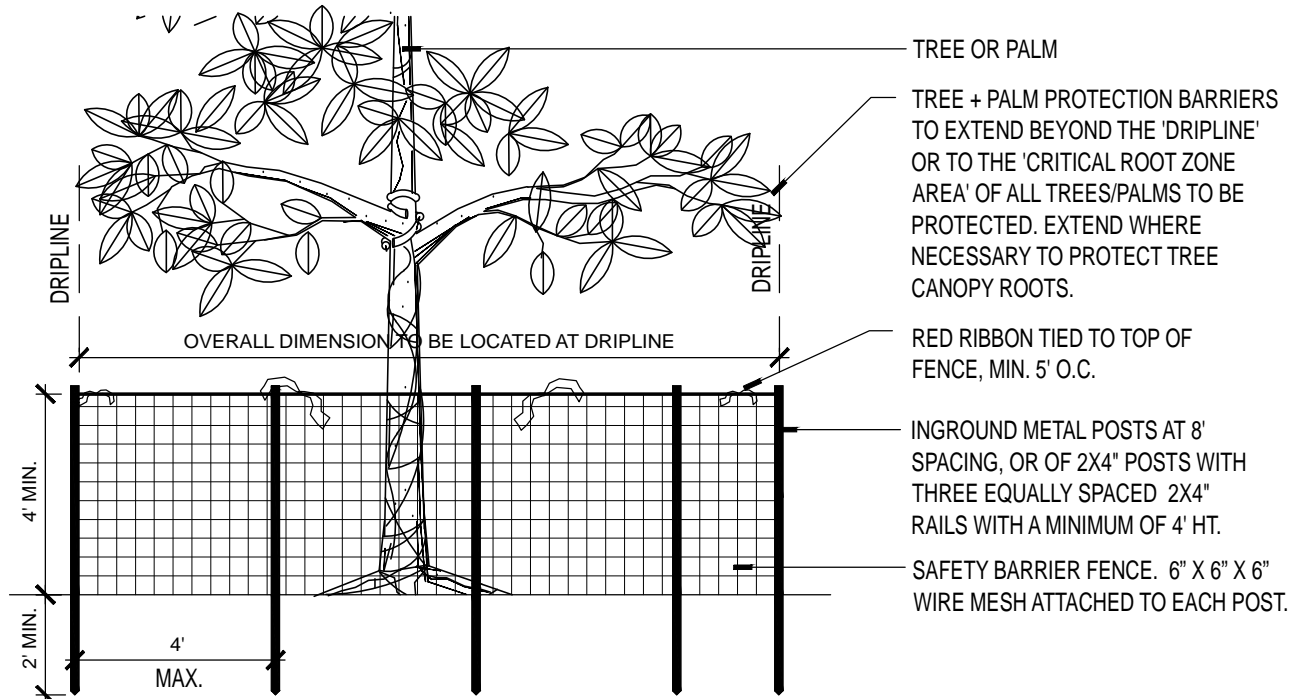 TREE OR PALM
TREE + PALM PROTECTION BARRIERS
TO EXTEND BEYOND THE 'DRIPLINE'
OR TO THE 'CRITICAL ROOT ZONE
AREA' OF ALL TREES/PALMS TO BE
PROTECTED. EXTEND WHERE
NECESSARY TO PROTECT TREE
CANOPY ROOTS.
DRIPLINE
DRIPLINE
OVERALL DIMENSION TO BE LOCATED AT DRIPLINE
RED RIBBON TIED TO TOP OF
FENCE, MIN. 5' O.C.
INGROUND METAL POSTS AT 8'
SPACING, OR OF 2X4" POSTS WITH
THREE EQUALLY SPACED 2X4"
RAILS WITH A MINIMUM OF 4' HT.
4' MIN.
SAFETY BARRIER FENCE. 6” X 6” X 6”
WIRE MESH ATTACHED TO EACH POST.
2' MIN.
4'
MAX.